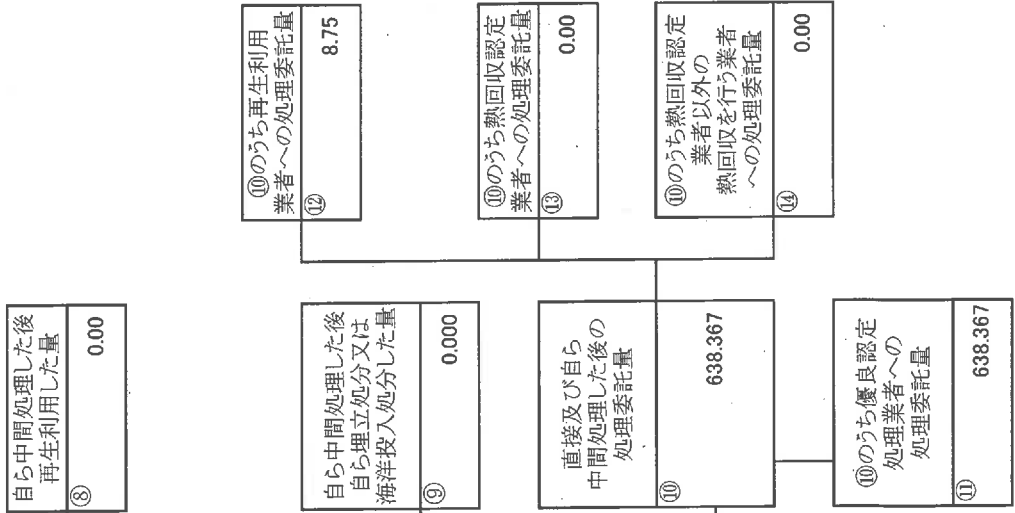 自ら中間処理した後
再生利用した量
⑧
0.00
自ら中間処理した後
自ら埋立処分又は
海洋投入処分した量
⑨
0.000
直接及び自ら
中間処理した後の
処理委託量
⑩
638.367
⑩のうち優良認定
処理業者への
処理委託量
⑪
638.367
⑩のうち再生利用
業者への処理委託量
⑫
8.75
⑩のうち熱回収認定
業者への処理委託量
⑬
0.00
⑩のうち熱回収認定
業者以外の
熱回収を行う業者
への処理委託量
⑭
0.00